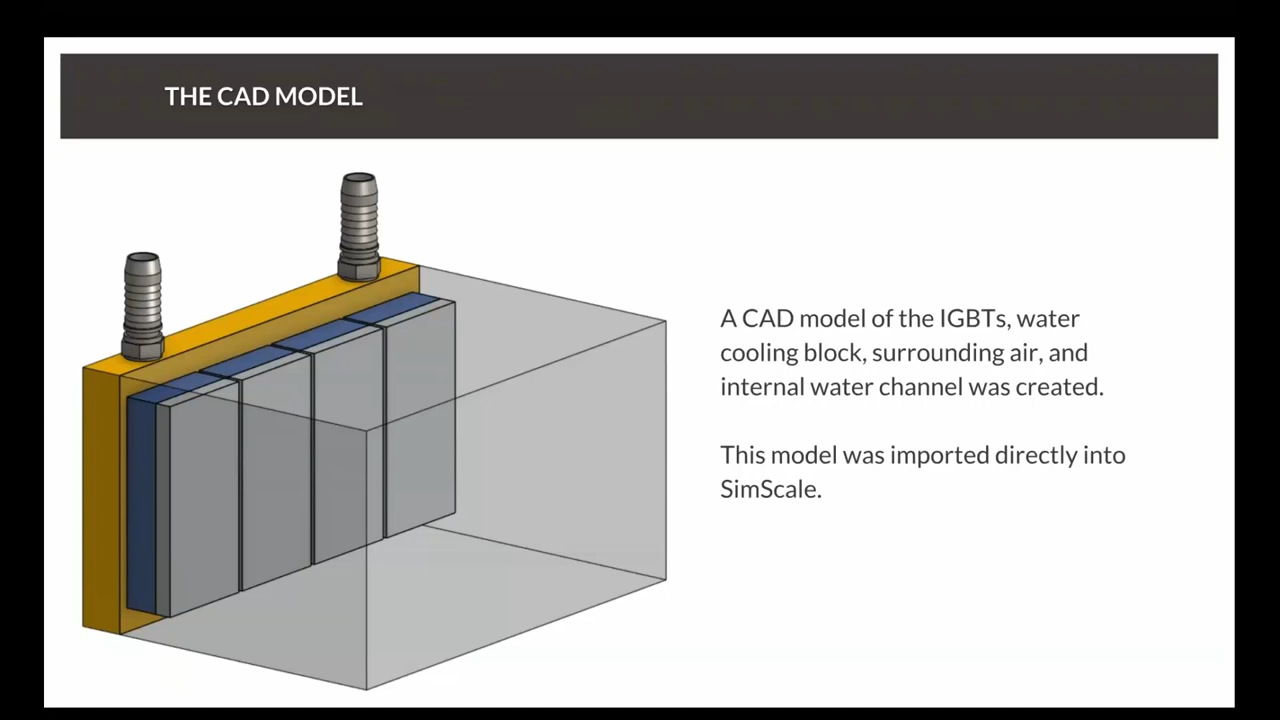 THE CAD MODEL
A CAD model of the IGBTs, water
cooling block, surrounding air, and
internal water channel was created.
This model was imported directly into
SimScale.